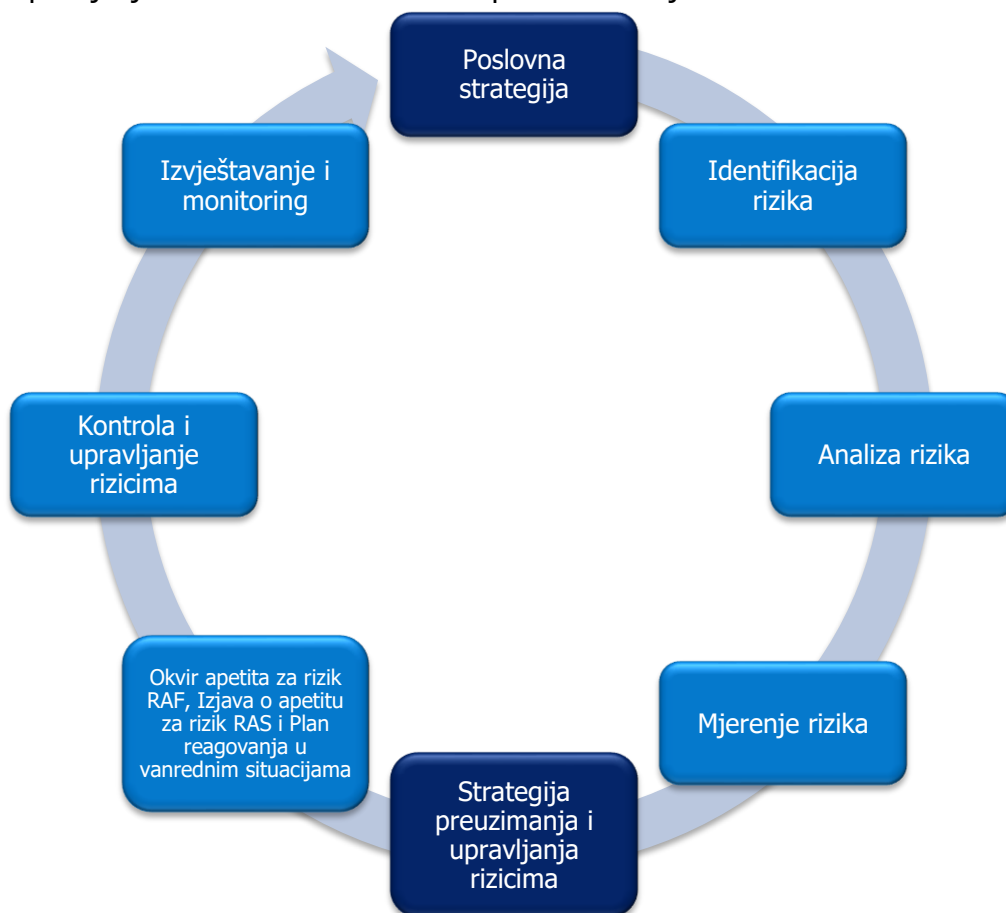 Poslovna
strategija
Identifikacija
rizika
Analiza rizika
Mjerenje rizika
Strategija
preuzimanja i
upravljanja
rizicima
Okvir apetita za rizik
RAF, Izjava o apetitu
za rizik RAS i Plan
reagovanja u
vanrednim situacijama
Kontrola i
upravljanje
rizicima
Izvještavanje i
monitoring